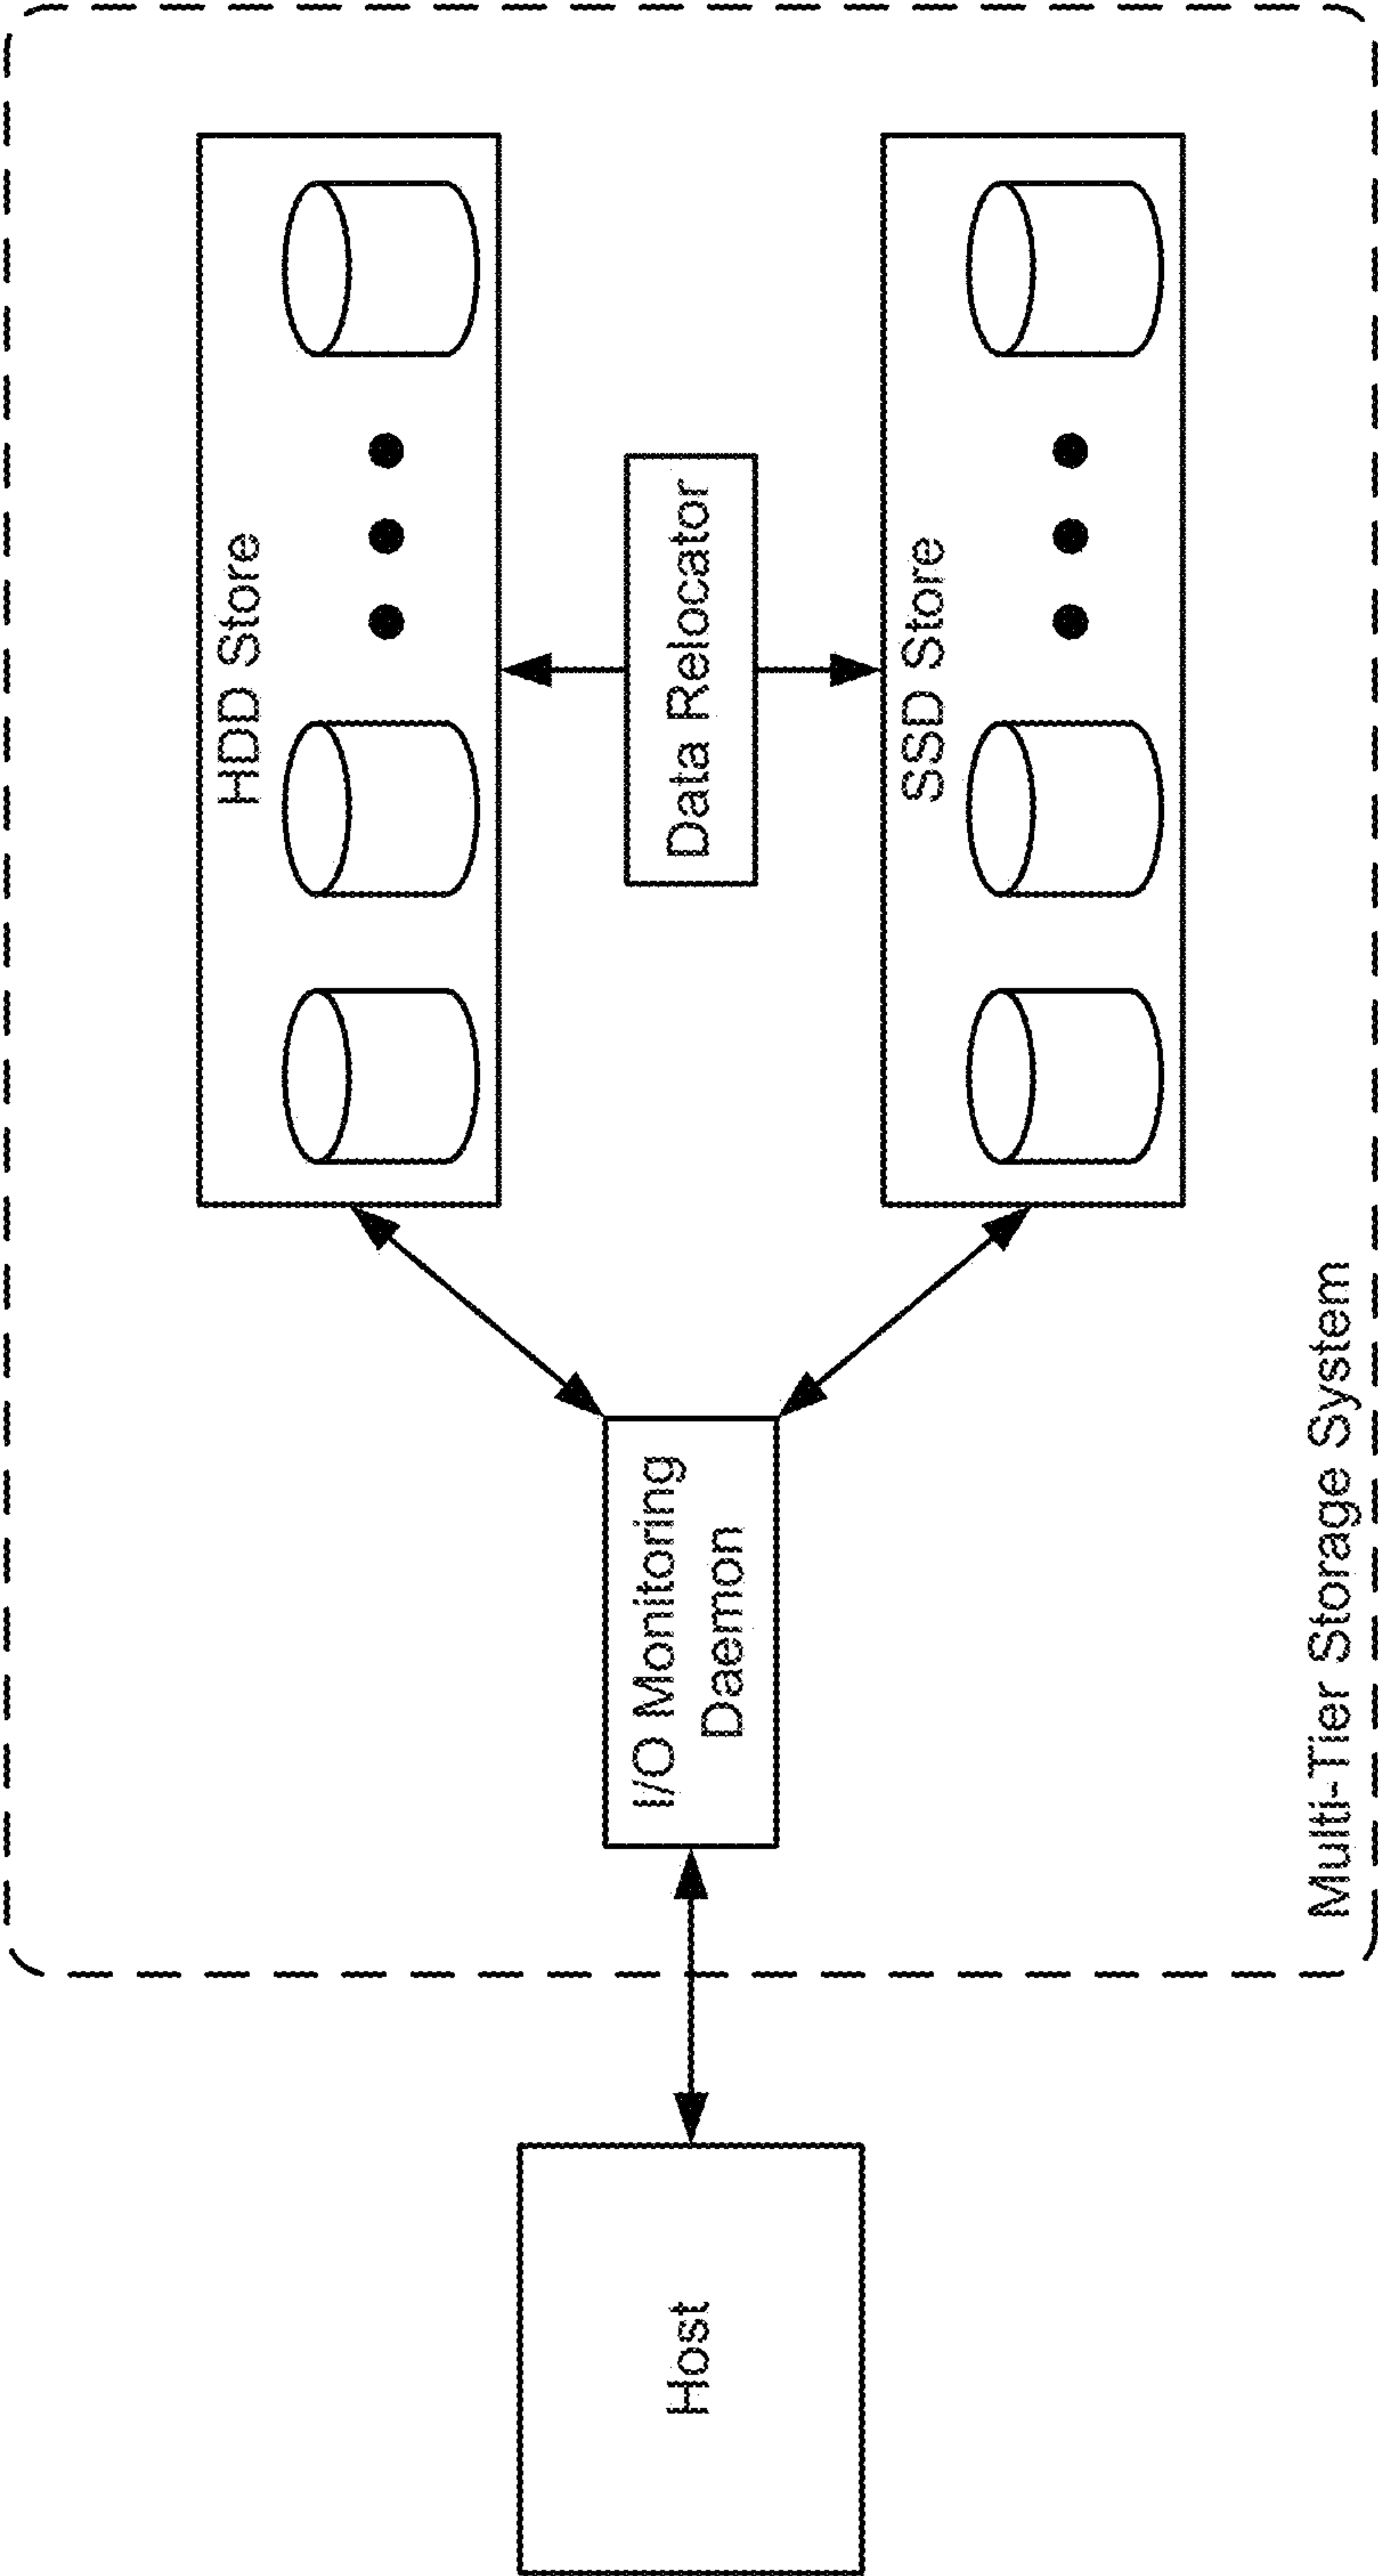 HDD Store
Data Relocator
SSD Store
I/O Monitoring
Daemon
Host
Multi-Tier Storage System